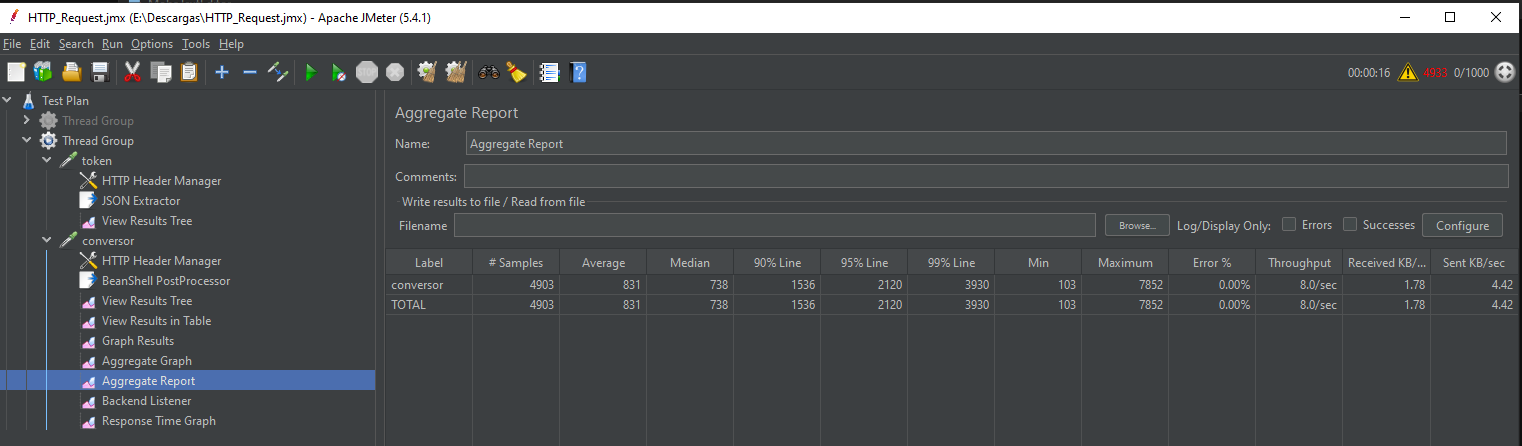 HTTP_Request.jmx (E:\Descargas\HTTP_Request.jmx) - Apache JMeter (5.4.1)
File Edit Search Run Options Tools Help
STOP 00:00:16 4933 0/1000
Test Plan
Thread Group
Thread Group
token
HTTP Header Manager
JSON Extractor
View Results Tree
conversor
HTTP Header Manager
BeanShell PostProcessor
View Results Tree
View Results in Table
Graph Results
Aggregate Graph
Aggregate Report
Backend Listener
Response Time Graph
Aggregate Report
Name: Aggregate Report
Comments:
Write results to file / Read from file
Filename Browse... Log/Display Only: Errors Successes Configure
Label # Samples Average Median 90% Line 95% Line 99% Line Min Maximum Error % Throughput Received KB/... Sent KB/sec
conversor 4903 831 738 1536 2120 3930 103 7852 0.00% 8.0/sec 1.78 4.42
TOTAL 4903 831 738 1536 2120 3930 103 7852 0.00% 8.0/sec 1.78 4.42